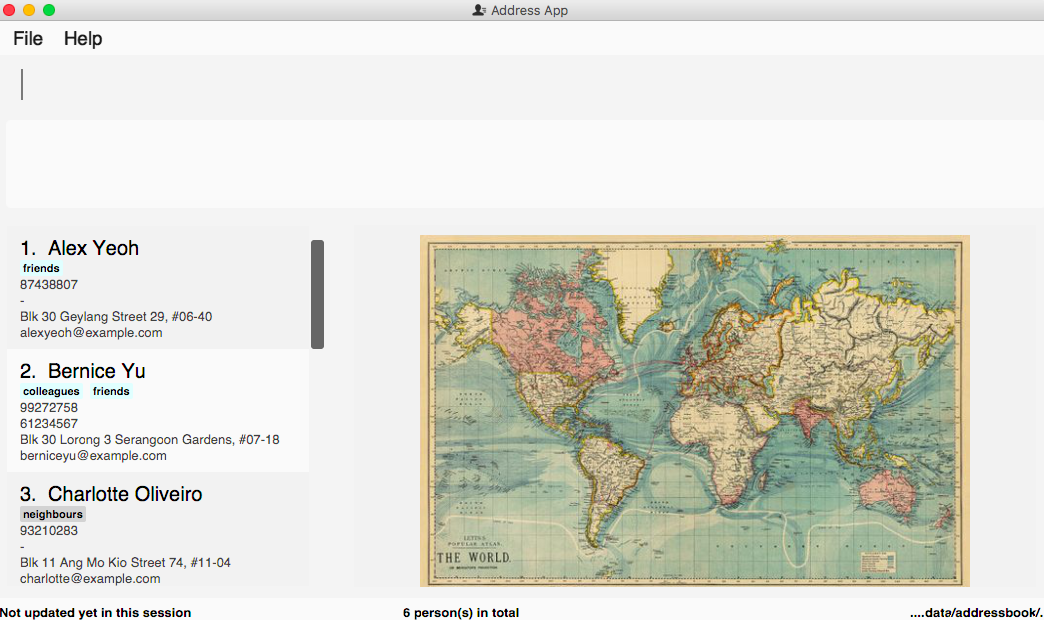 Address App
File Help
1. Alex Yeoh
friends
87438807
-
Blk 30 Geylang Street 29, #06-40
alexyeoh@example.com
2. Bernice Yu
colleagues friends
99272758
61234567
Blk 30 Lorong 3 Serangoon Gardens, #07-18
berniceyu@example.com
3. Charlotte Oliveiro
neighbours
93210283
-
Blk 11 Ang Mo Kio Street 74, #11-04
charlotte@example.com
LETTS'S
POPULAR ATLAS.
THE WORLD.
Not updated yet in this session
6 person(s) in total
....data/addressbook/.